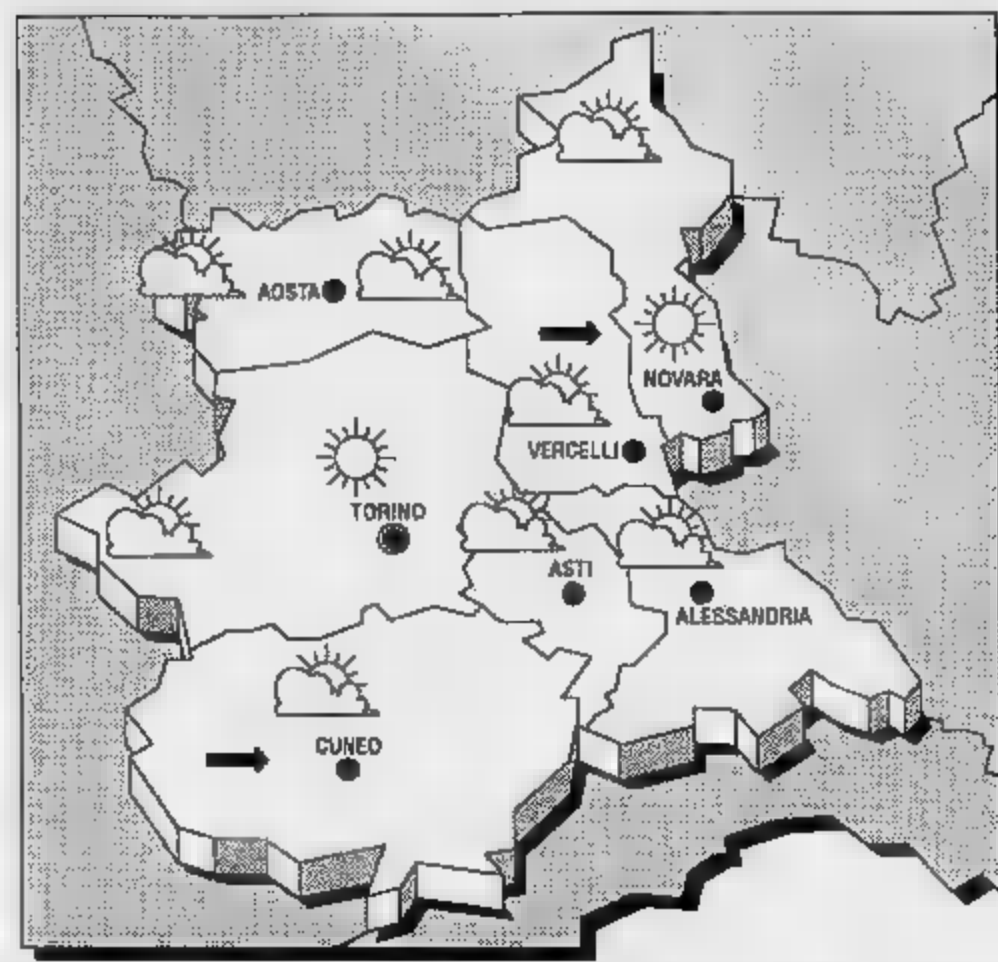 AOSTA
NOVARA
VERCELLI
TORINO
ASTI
ALESSANDRIA
CUNEO